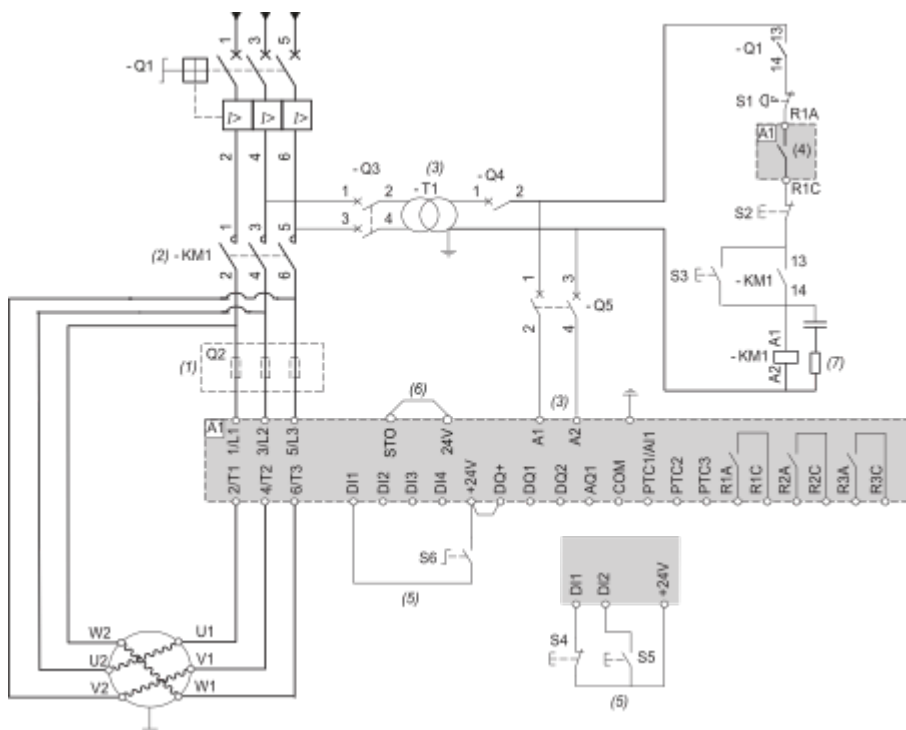 1 3 5
-Q1
I> I> I>
2 4 6
-Q3
(3)
-T1
-Q4
1 2
1 2
3 4
13
-Q1
14
S1
R1A
A1
(4)
R1C
S2
S3
13
-KM1
14
A1
-KM1
A2
(7)
(2) -KM1
1 3 5
2 4 6
1 3
-Q5
2 4
(1)
Q2
(6)
(3)
A1
1/L1 3/L2 5/L3 STO 24V A1 A2
2/T1 4/T2 6/T3 DI1 DI2 DI3 DI4 +24V DQ+ DQ1 DQ2 AQ1 COM PTC1/AI1 PTC2 PTC3 R1A R1C R2A R2C R3A R3C
S6
(5)
DI1 DI2 +24V
S4
S5
(5)
W2 U1
U2 V1
V2 W1